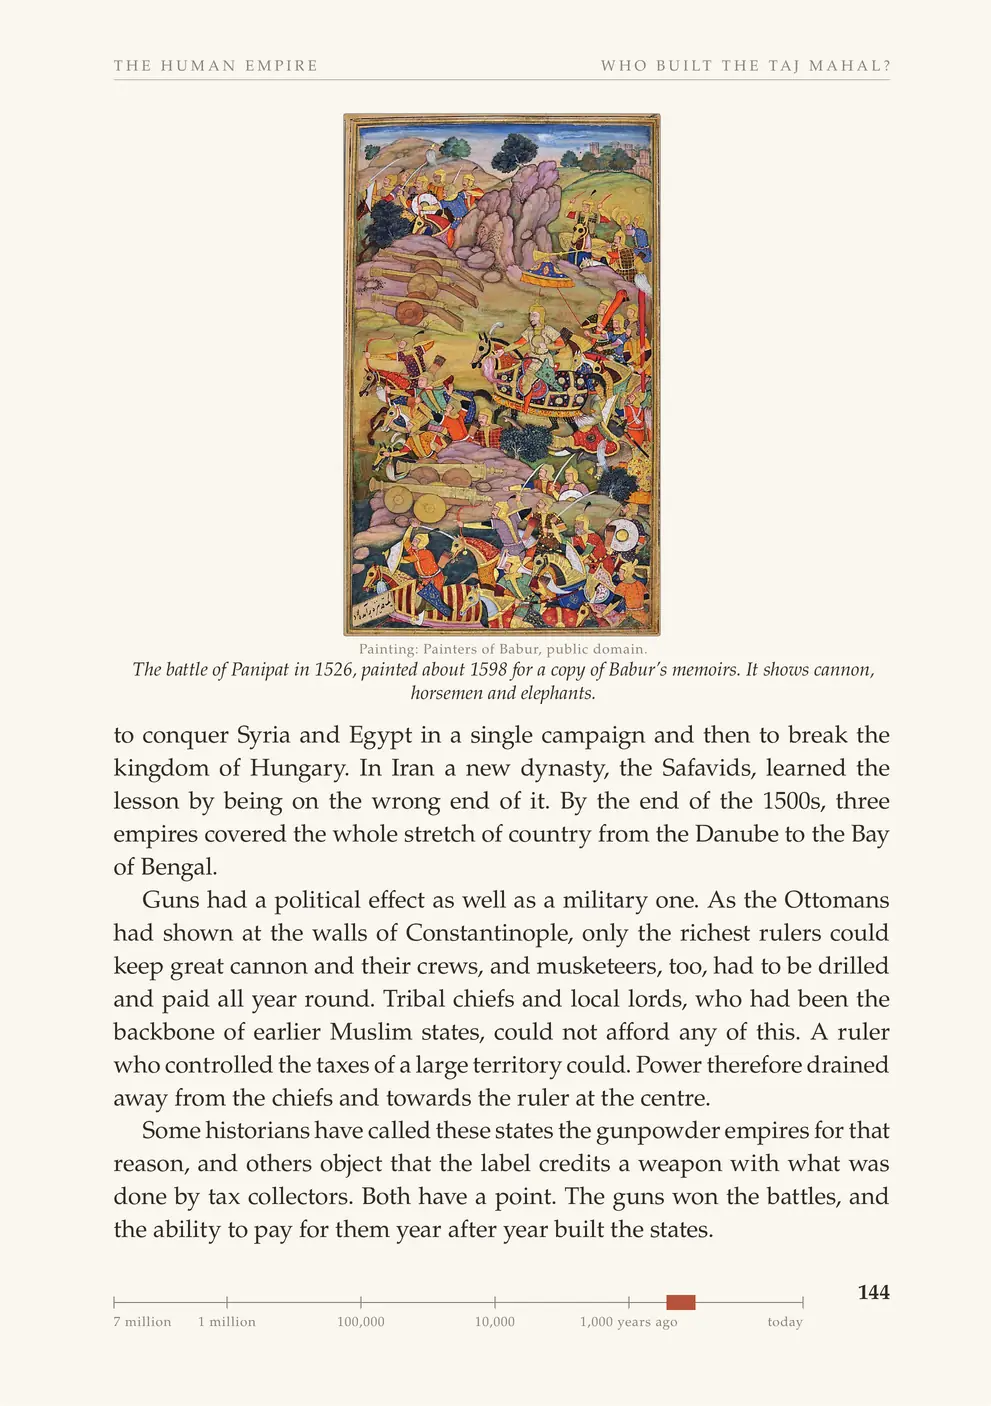 THE HUMAN EMPIRE
WHO BUILT THE TAJ MAHAL?
Painting: Painters of Babur, public domain.
The battle of Panipat in 1526, painted about 1598 for a copy of Babur’s memoirs. It shows cannon,
horsemen and elephants.
to conquer Syria and Egypt in a single campaign and then to break the
kingdom of Hungary. In Iran a new dynasty, the Safavids, learned the
lesson by being on the wrong end of it. By the end of the 1500s, three
empires covered the whole stretch of country from the Danube to the Bay
of Bengal.
Guns had a political effect as well as a military one. As the Ottomans
had shown at the walls of Constantinople, only the richest rulers could
keep great cannon and their crews, and musketeers, too, had to be drilled
and paid all year round. Tribal chiefs and local lords, who had been the
backbone of earlier Muslim states, could not afford any of this. A ruler
who controlled the taxes of a large territory could. Power therefore drained
away from the chiefs and towards the ruler at the centre.
Some historians have called these states the gunpowder empires for that
reason, and others object that the label credits a weapon with what was
done by tax collectors. Both have a point. The guns won the battles, and
the ability to pay for them year after year built the states.
144
7 million
1 million
100,000
10,000
1,000 years ago
today